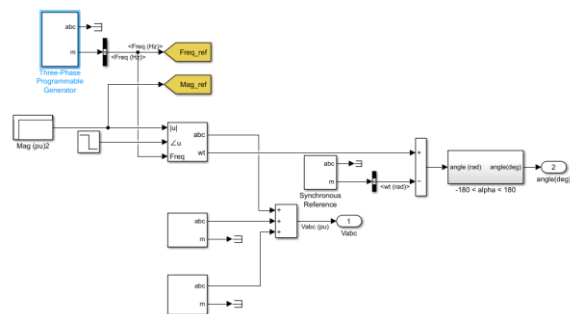 abc
m
<Freq (Hz)>
<Freq (Hz)>
Freq_ref
Three-Phase
Programmable
Generator
Mag_ref
Mag (pu)2
|u|
∠u
Freq
abc
wt
abc
m
Synchronous
Reference
<wt (rad)>
+
−
angle (rad)
angle(deg)
-180 < alpha < 180
2
angle(deg)
abc
m
+
+
+
Vabc (pu)
1
Vabc
abc
m